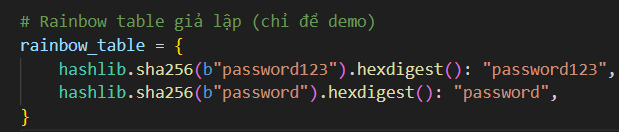 # Rainbow table giả lập (chỉ để demo)
rainbow_table = {
    hashlib.sha256(b"password123").hexdigest(): "password123",
    hashlib.sha256(b"password").hexdigest(): "password",
}